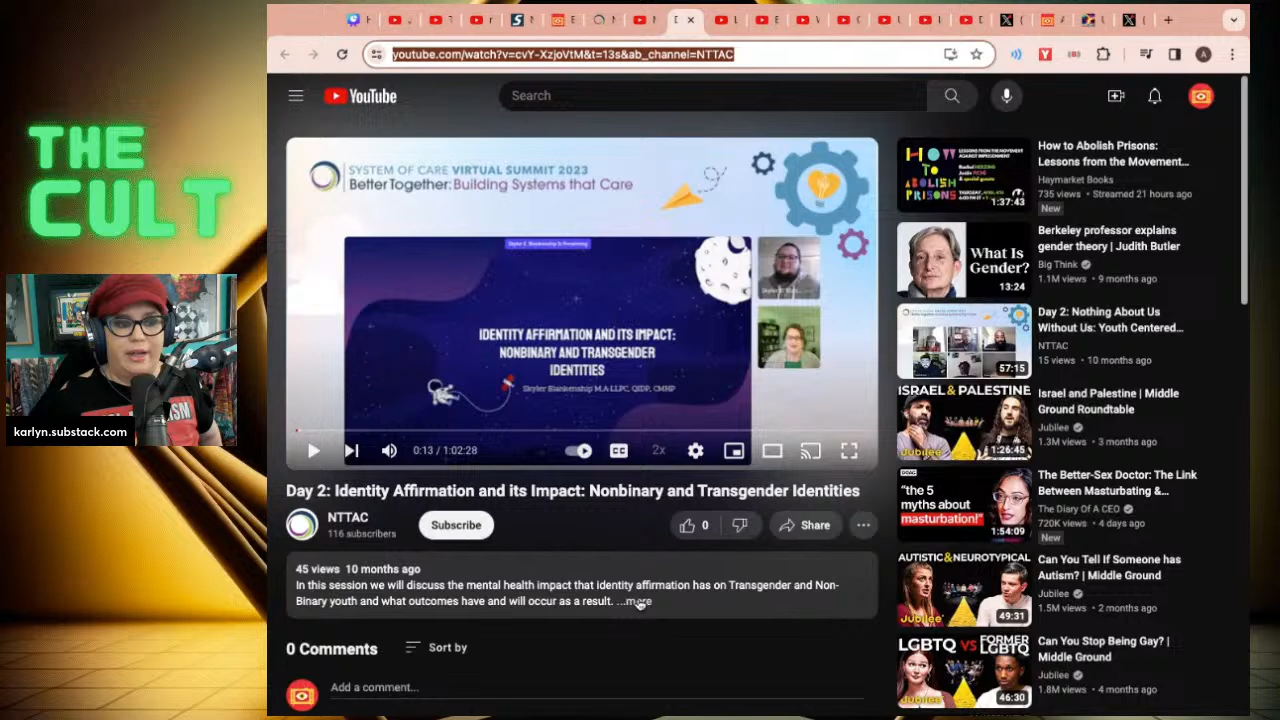 THE
CULT
karlyn.substack.com
youtube.com/watch?v=cvY-XzjoVtM&t=13s&ab_channel=NTTAC
YouTube
Search
SYSTEM OF CARE VIRTUAL SUMMIT 2023
Better Together: Building Systems that Care
IDENTITY AFFIRMATION AND ITS IMPACT:
NONBINARY AND TRANSGENDER
IDENTITIES
Skyler Blankenship M.A LLPC, QIDP, CMHP
0:13 / 1:02:28
CC
2x
Day 2: Identity Affirmation and its Impact: Nonbinary and Transgender Identities
NTTAC
116 subscribers
Subscribe
0
Share
45 views 10 months ago
In this session we will discuss the mental health impact that identity affirmation has on Transgender and Non-
Binary youth and what outcomes have and will occur as a result. ...more
0 Comments
Sort by
Add a comment...
HOW
TO
ABOLISH
PRISONS
1:37:43
How to Abolish Prisons:
Lessons from the Movement...
Haymarket Books
735 views • Streamed 21 hours ago
New
What Is
Gender?
13:24
Berkeley professor explains
gender theory | Judith Butler
Big Think
1.1M views • 9 months ago
57:15
Day 2: Nothing About Us
Without Us: Youth Centered...
NTTAC
15 views • 10 months ago
ISRAEL & PALESTINE
Jubilee
1:26:45
Israel and Palestine | Middle
Ground Roundtable
Jubilee
1.3M views • 3 months ago
DOAC
"the 5
myths about
masturbation!"
1:54:09
The Better-Sex Doctor: The Link
Between Masturbating &...
The Diary Of A CEO
720K views • 4 days ago
New
AUTISTIC & NEUROTYPICAL
Jubilee
49:31
Can You Tell If Someone has
Autism? | Middle Ground
Jubilee
1.5M views • 2 months ago
LGBTQ VS FORMER
LGBTQ
Jubilee
46:30
Can You Stop Being Gay? |
Middle Ground
Jubilee
1.8M views • 4 months ago